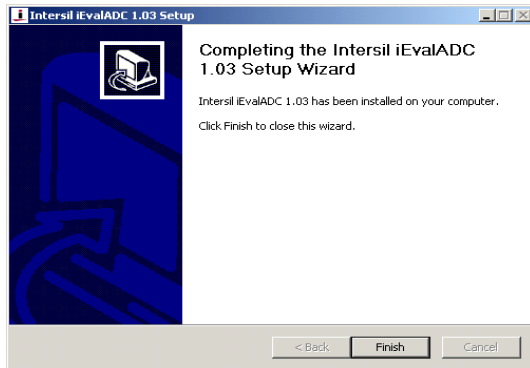 Intersil iEvalADC 1.03 Setup
Completing the Intersil iEvalADC
1.03 Setup Wizard
Intersil iEvalADC 1.03 has been installed on your computer.
Click Finish to close this wizard.
< Back
Finish
Cancel